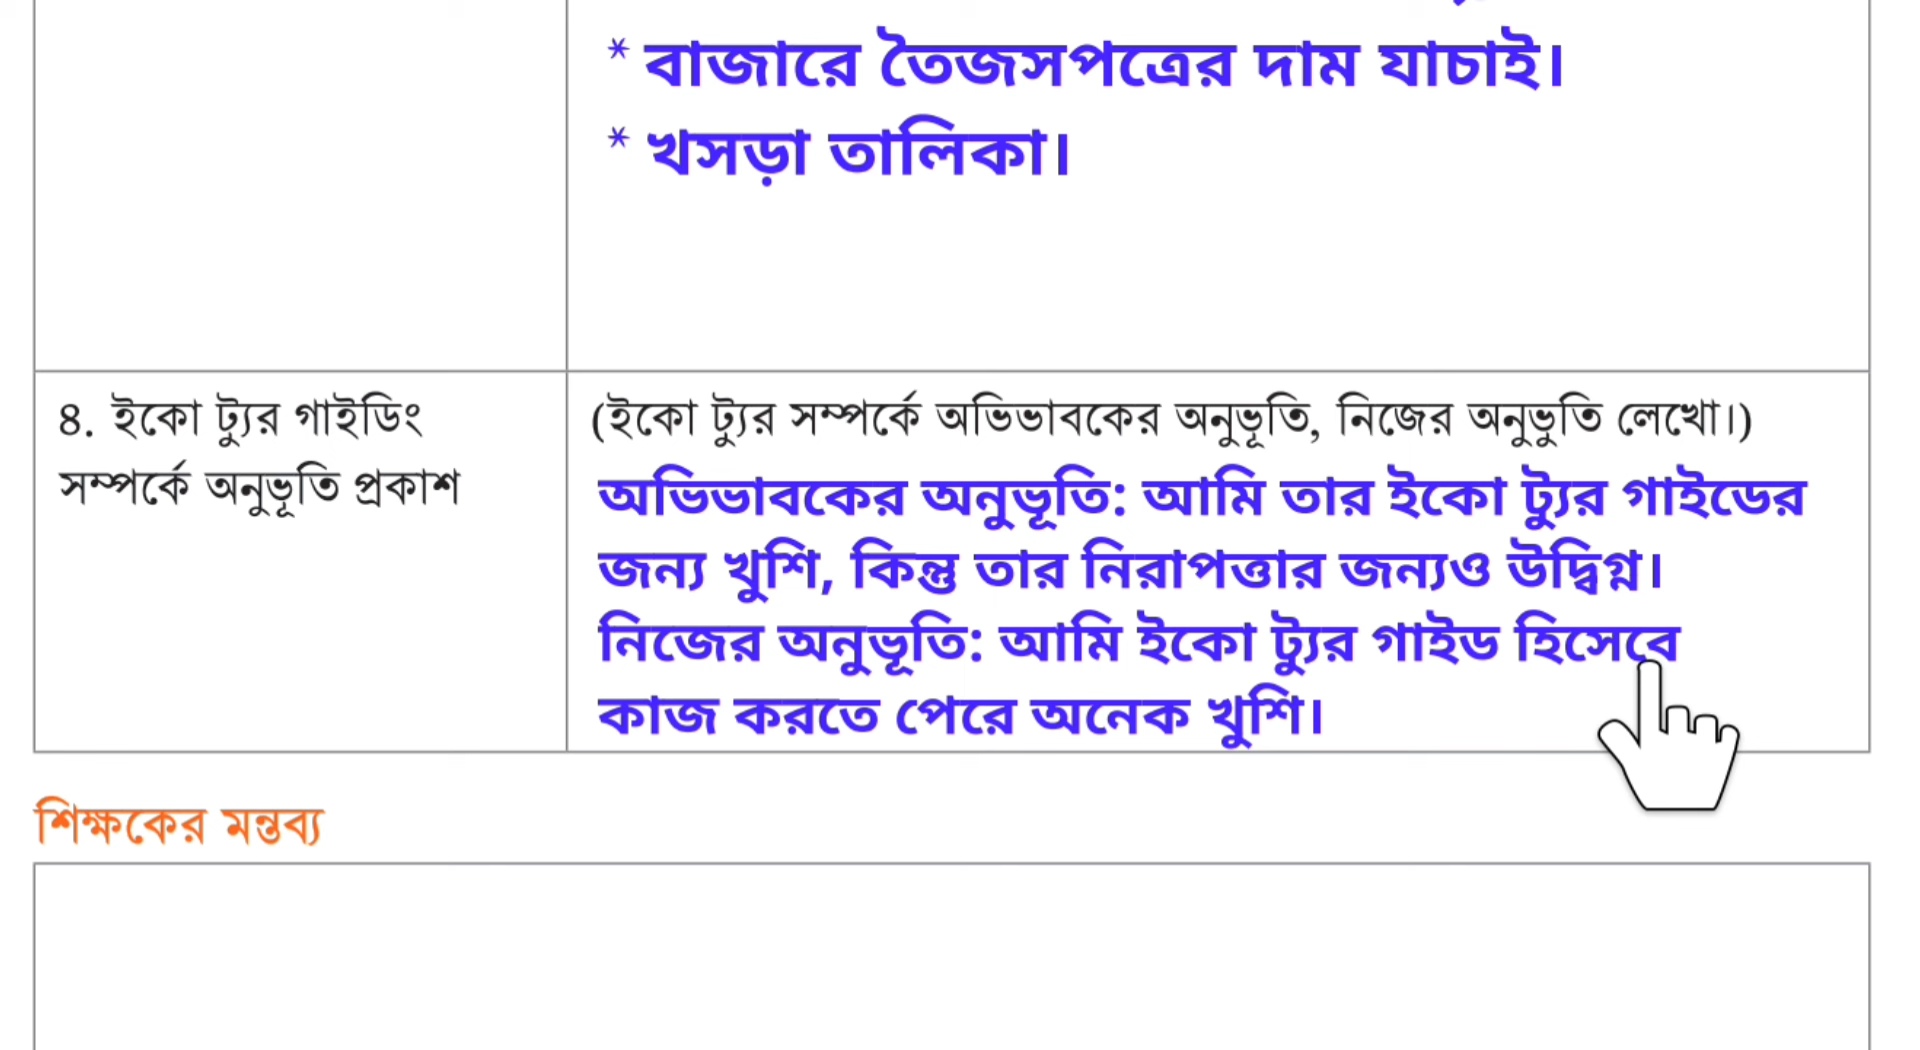 * বাজারে তৈজসপত্রের দাম যাচাই।
* খসড়া তালিকা।
৪. ইকো ট্যুর গাইডিং
সম্পর্কে অনুভূতি প্রকাশ
(ইকো ট্যুর সম্পর্কে অভিভাবকের অনুভূতি, নিজের অনুভুতি লেখো।)
অভিভাবকের অনুভূতি: আমি তার ইকো ট্যুর গাইডের
জন্য খুশি, কিন্তু তার নিরাপত্তার জন্যও উদ্বিগ্ন।
নিজের অনুভূতি: আমি ইকো ট্যুর গাইড হিসেবে
কাজ করতে পেরে অনেক খুশি।
শিক্ষকের মন্তব্য